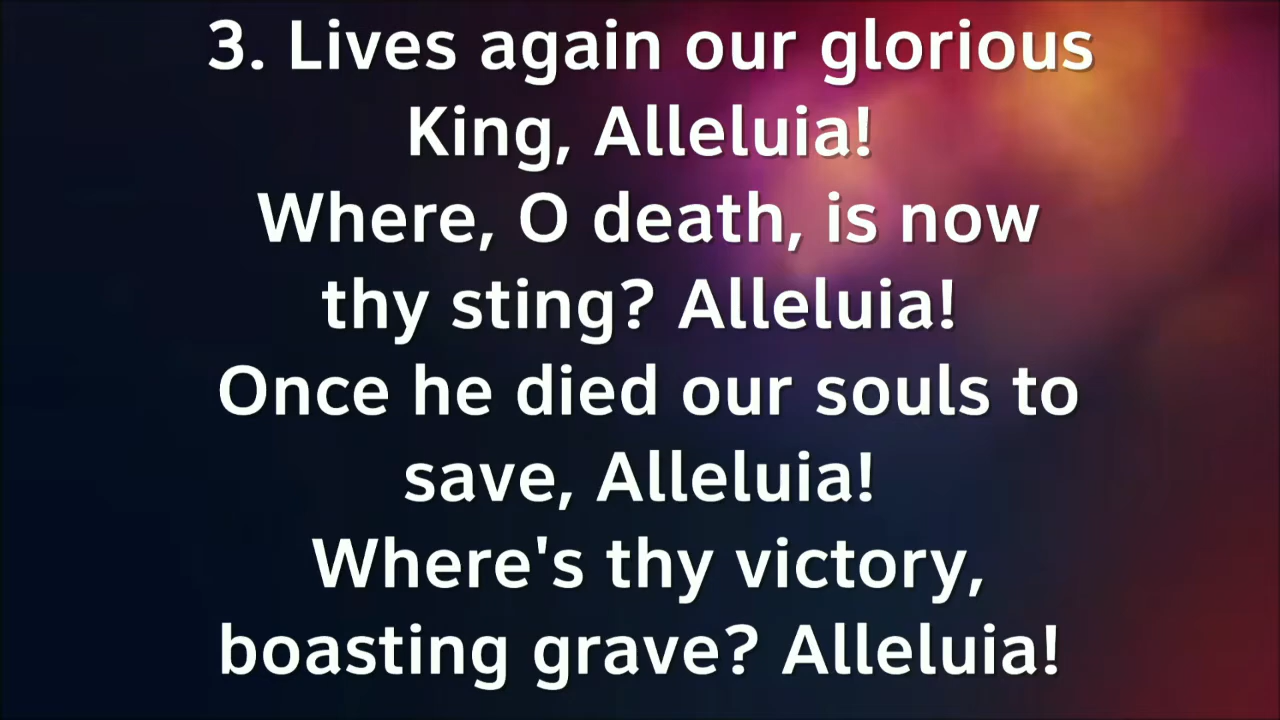 3. Lives again our glorious
King, Alleluia!
Where, O death, is now
thy sting? Alleluia!
Once he died our souls to
save, Alleluia!
Where's thy victory,
boasting grave? Alleluia!